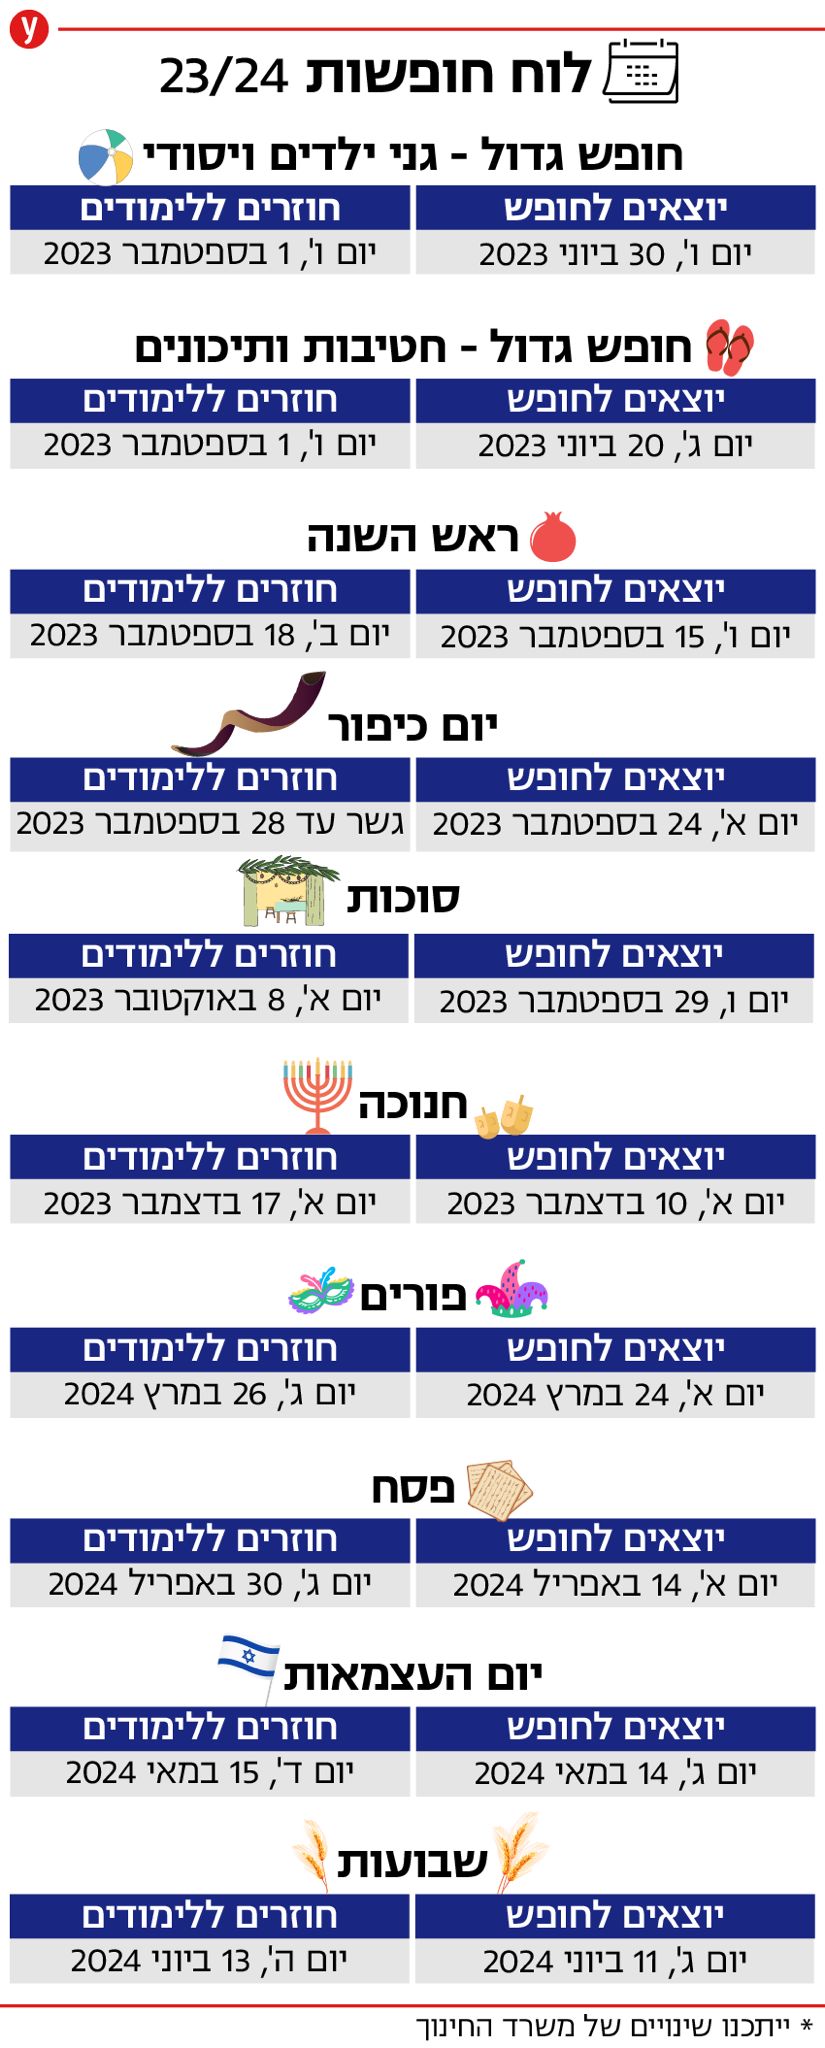 y
לוח חופשות 23/24
חופש גדול - גני ילדים ויסודי
יוצאים לחופש
חוזרים ללימודים
יום ו', 30 ביוני 2023
יום ו', 1 בספטמבר 2023
חופש גדול - חטיבות ותיכונים
יוצאים לחופש
חוזרים ללימודים
יום ג', 20 ביוני 2023
יום ו', 1 בספטמבר 2023
ראש השנה
יוצאים לחופש
חוזרים ללימודים
יום ו', 15 בספטמבר 2023
יום ב', 18 בספטמבר 2023
יום כיפור
יוצאים לחופש
חוזרים ללימודים
יום א', 24 בספטמבר 2023
גשר עד 28 בספטמבר 2023
סוכות
יוצאים לחופש
חוזרים ללימודים
יום ו, 29 בספטמבר 2023
יום א', 8 באוקטובר 2023
חנוכה
יוצאים לחופש
חוזרים ללימודים
יום א', 10 בדצמבר 2023
יום א', 17 בדצמבר 2023
פורים
יוצאים לחופש
חוזרים ללימודים
יום א', 24 במרץ 2024
יום ג', 26 במרץ 2024
פסח
יוצאים לחופש
חוזרים ללימודים
יום א', 14 באפריל 2024
יום ג', 30 באפריל 2024
יום העצמאות
יוצאים לחופש
חוזרים ללימודים
יום ג', 14 במאי 2024
יום ד', 15 במאי 2024
שבועות
יוצאים לחופש
חוזרים ללימודים
יום ג', 11 ביוני 2024
יום ה', 13 ביוני 2024
* ייתכנו שינויים של משרד החינוך